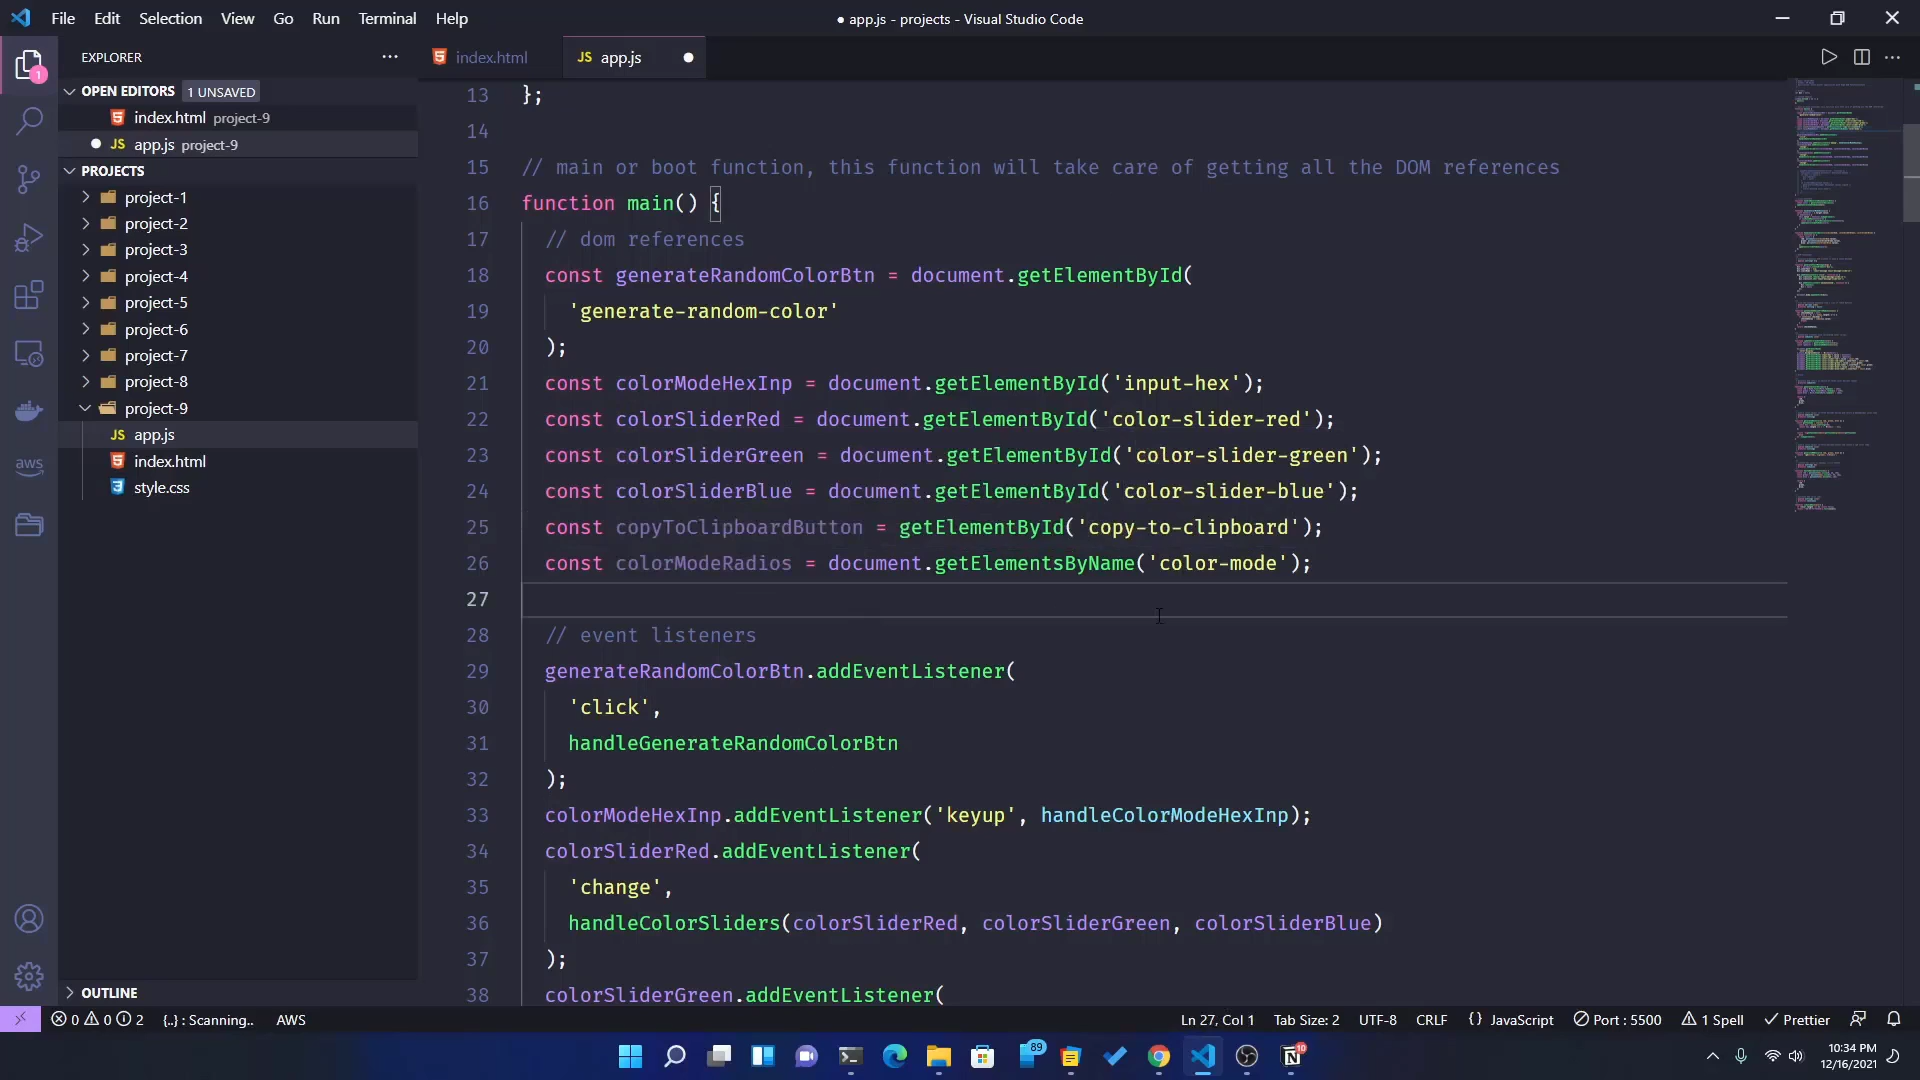 File Edit Selection View Go Run Terminal Help
● app.js - projects - Visual Studio Code
EXPLORER
1
OPEN EDITORS 1 UNSAVED
index.html project-9
JS app.js project-9
PROJECTS
project-1
project-2
project-3
project-4
project-5
project-6
project-7
project-8
project-9
JS app.js
index.html
style.css
aws
OUTLINE
index.html
JS app.js
13 };
14
15 // main or boot function, this function will take care of getting all the DOM references
16 function main() {
17 // dom references
18 const generateRandomColorBtn = document.getElementById(
19 'generate-random-color'
20 );
21 const colorModeHexInp = document.getElementById('input-hex');
22 const colorSliderRed = document.getElementById('color-slider-red');
23 const colorSliderGreen = document.getElementById('color-slider-green');
24 const colorSliderBlue = document.getElementById('color-slider-blue');
25 const copyToClipboardButton = getElementById('copy-to-clipboard');
26 const colorModeRadios = document.getElementsByName('color-mode');
27
28 // event listeners
29 generateRandomColorBtn.addEventListener(
30 'click',
31 handleGenerateRandomColorBtn
32 );
33 colorModeHexInp.addEventListener('keyup', handleColorModeHexInp);
34 colorSliderRed.addEventListener(
35 'change',
36 handleColorSliders(colorSliderRed, colorSliderGreen, colorSliderBlue)
37 );
38 colorSliderGreen.addEventListener(
0 0 2 {..} : Scanning.. AWS
Ln 27, Col 1 Tab Size: 2 UTF-8 CRLF {} JavaScript Port : 5500 1 Spell Prettier
89
10
10:34 PM
12/16/2021